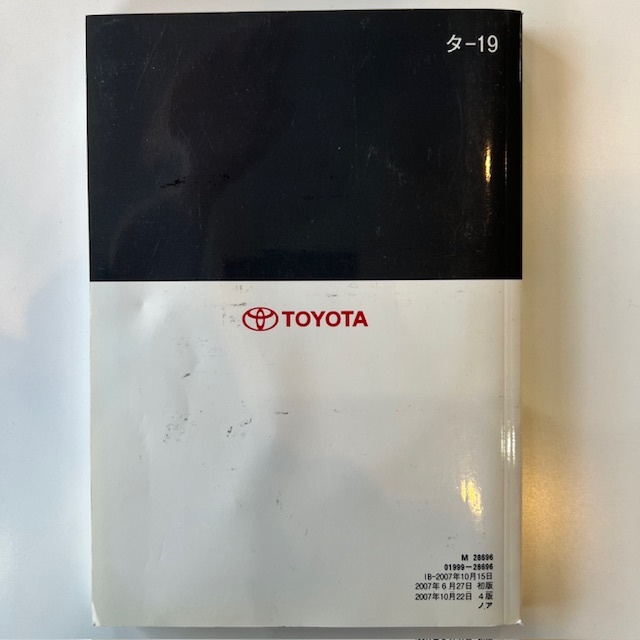 タ-19
TOYOTA
M 28696
01999-28696
IB-2007年10月15日
2007年6月27日 初版
2007年10月22日 4版
ノア